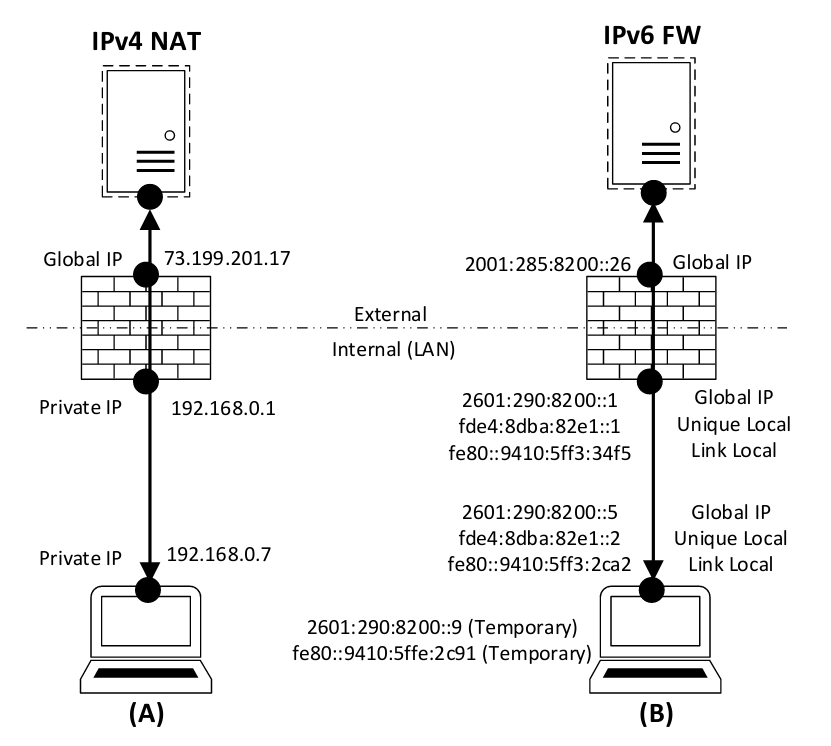 IPv4 NAT
IPv6 FW
Global IP 73.199.201.17
2001:285:8200::26 Global IP
External
Internal (LAN)
Private IP 192.168.0.1
2601:290:8200::1 Global IP
fde4:8dba:82e1::1 Unique Local
fe80::9410:5ff3:34f5 Link Local
2601:290:8200::5 Global IP
fde4:8dba:82e1::2 Unique Local
fe80::9410:5ff3:2ca2 Link Local
Private IP 192.168.0.7
2601:290:8200::9 (Temporary)
fe80::9410:5ffe:2c91 (Temporary)
(A)
(B)